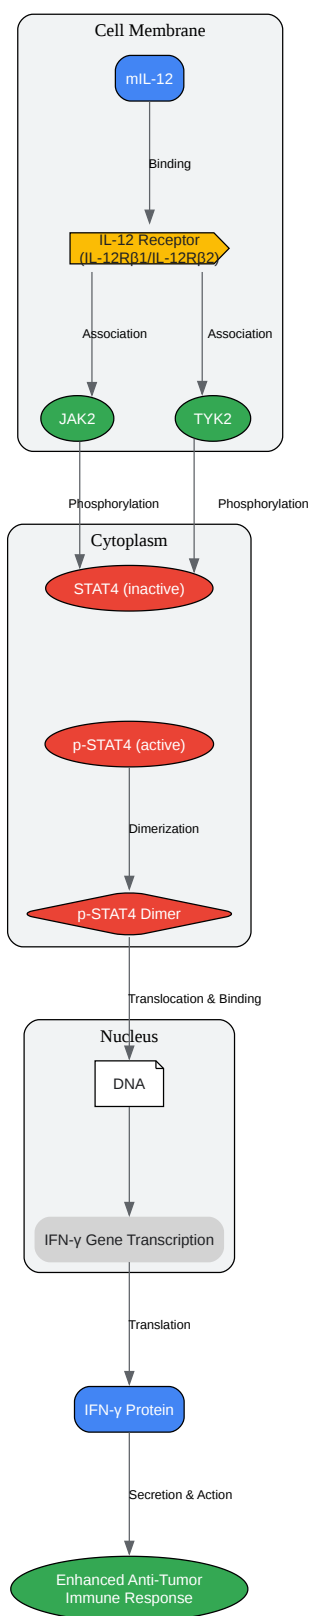 Cell Membrane
mIL-12
Binding
IL-12 Receptor
(IL-12Rβ1/IL-12Rβ2)
Association
Association
JAK2
TYK2
Phosphorylation
Phosphorylation
Cytoplasm
STAT4 (inactive)
p-STAT4 (active)
Dimerization
p-STAT4 Dimer
Translocation & Binding
Nucleus
DNA
IFN-γ Gene Transcription
Translation
IFN-γ Protein
Secretion & Action
Enhanced Anti-Tumor
Immune Response